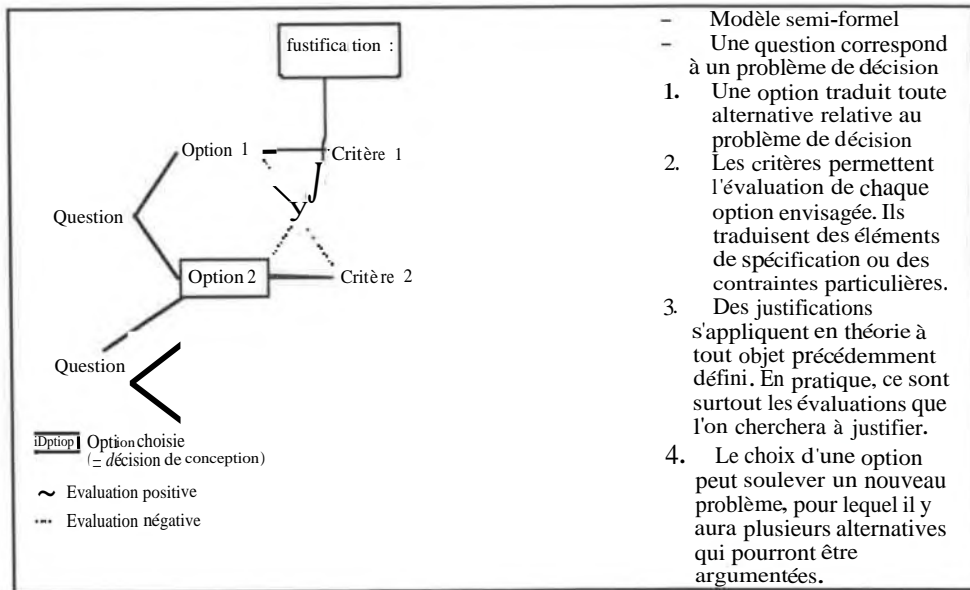 fustification :
Option 1
Critère 1
Question
y
J
Option 2
Critère 2
Question
iDptiop Option choisie
(= décision de conception)
~ Evaluation positive
Evaluation négative
– Modèle semi-formel
– Une question correspond
à un problème de décision
1. Une option traduit toute
alternative relative au
problème de décision
2. Les critères permettent
l'évaluation de chaque
option envisagée. Ils
traduisent des éléments
de spécification ou des
contraintes particulières.
3. Des justifications
s'appliquent en théorie à
tout objet précédemment
défini. En pratique, ce sont
surtout les évaluations que
l'on cherchera à justifier.
4. Le choix d'une option
peut soulever un nouveau
problème, pour lequel il y
aura plusieurs alternatives
qui pourront être
argumentées.